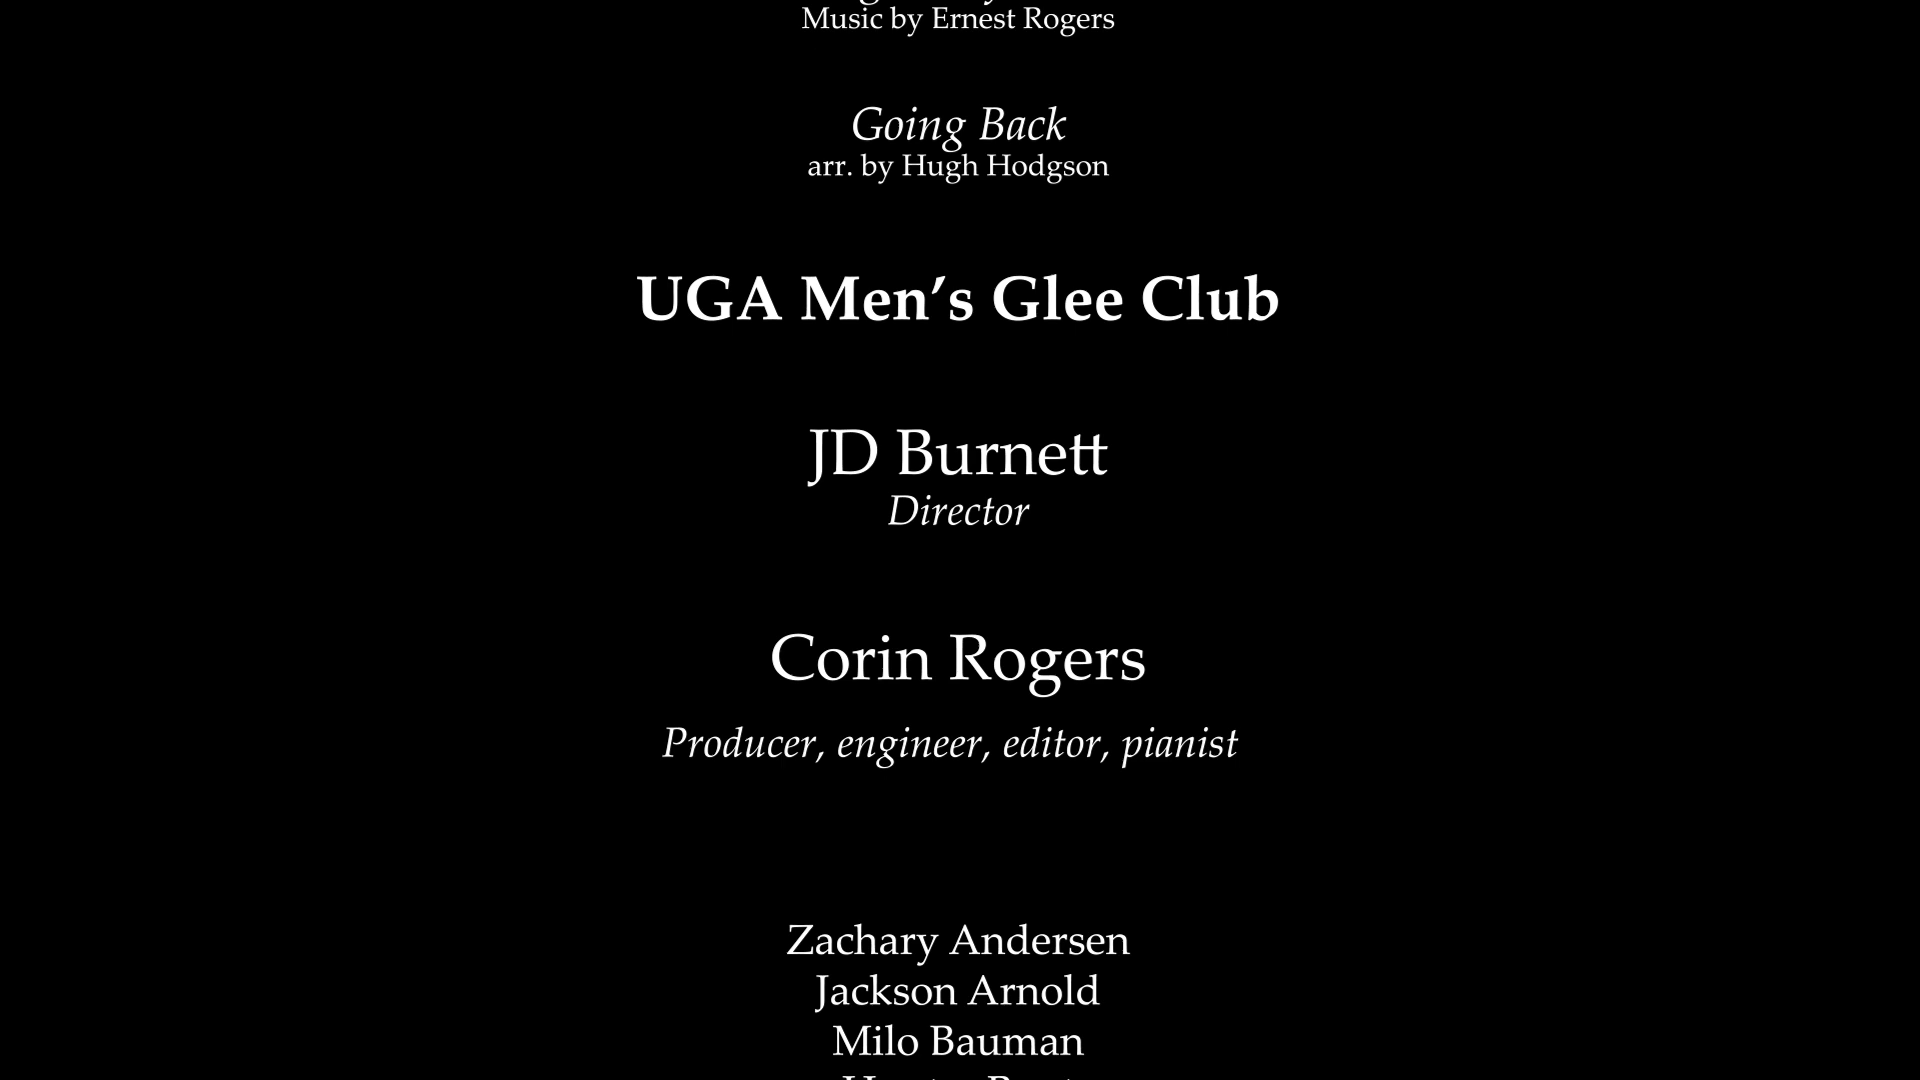 Music by Ernest Rogers
Going Back
arr. by Hugh Hodgson
UGA Men’s Glee Club
JD Burnett
Director
Corin Rogers
Producer, engineer, editor, pianist
Zachary Andersen
Jackson Arnold
Milo Bauman